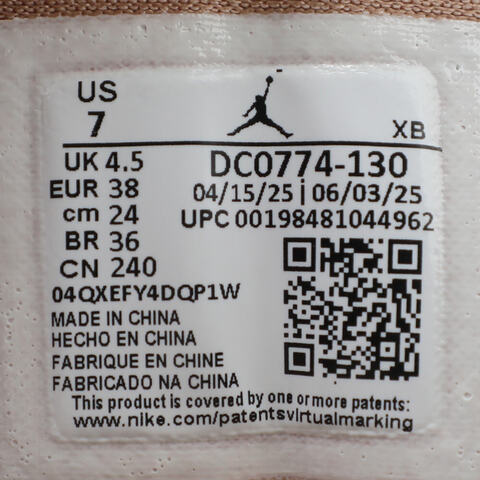 US
7
XB
UK 4.5
DC0774-130
EUR 38
04/15/25 | 06/03/25
cm 24
UPC 00198481044962
BR 36
CN 240
04QXEFY4DQP1W
MADE IN CHINA
HECHO EN CHINA
FABRIQUE EN CHINE
FABRICADO NA CHINA
This product is covered by one or more patents:
www.nike.com/patentsvirtualmarking